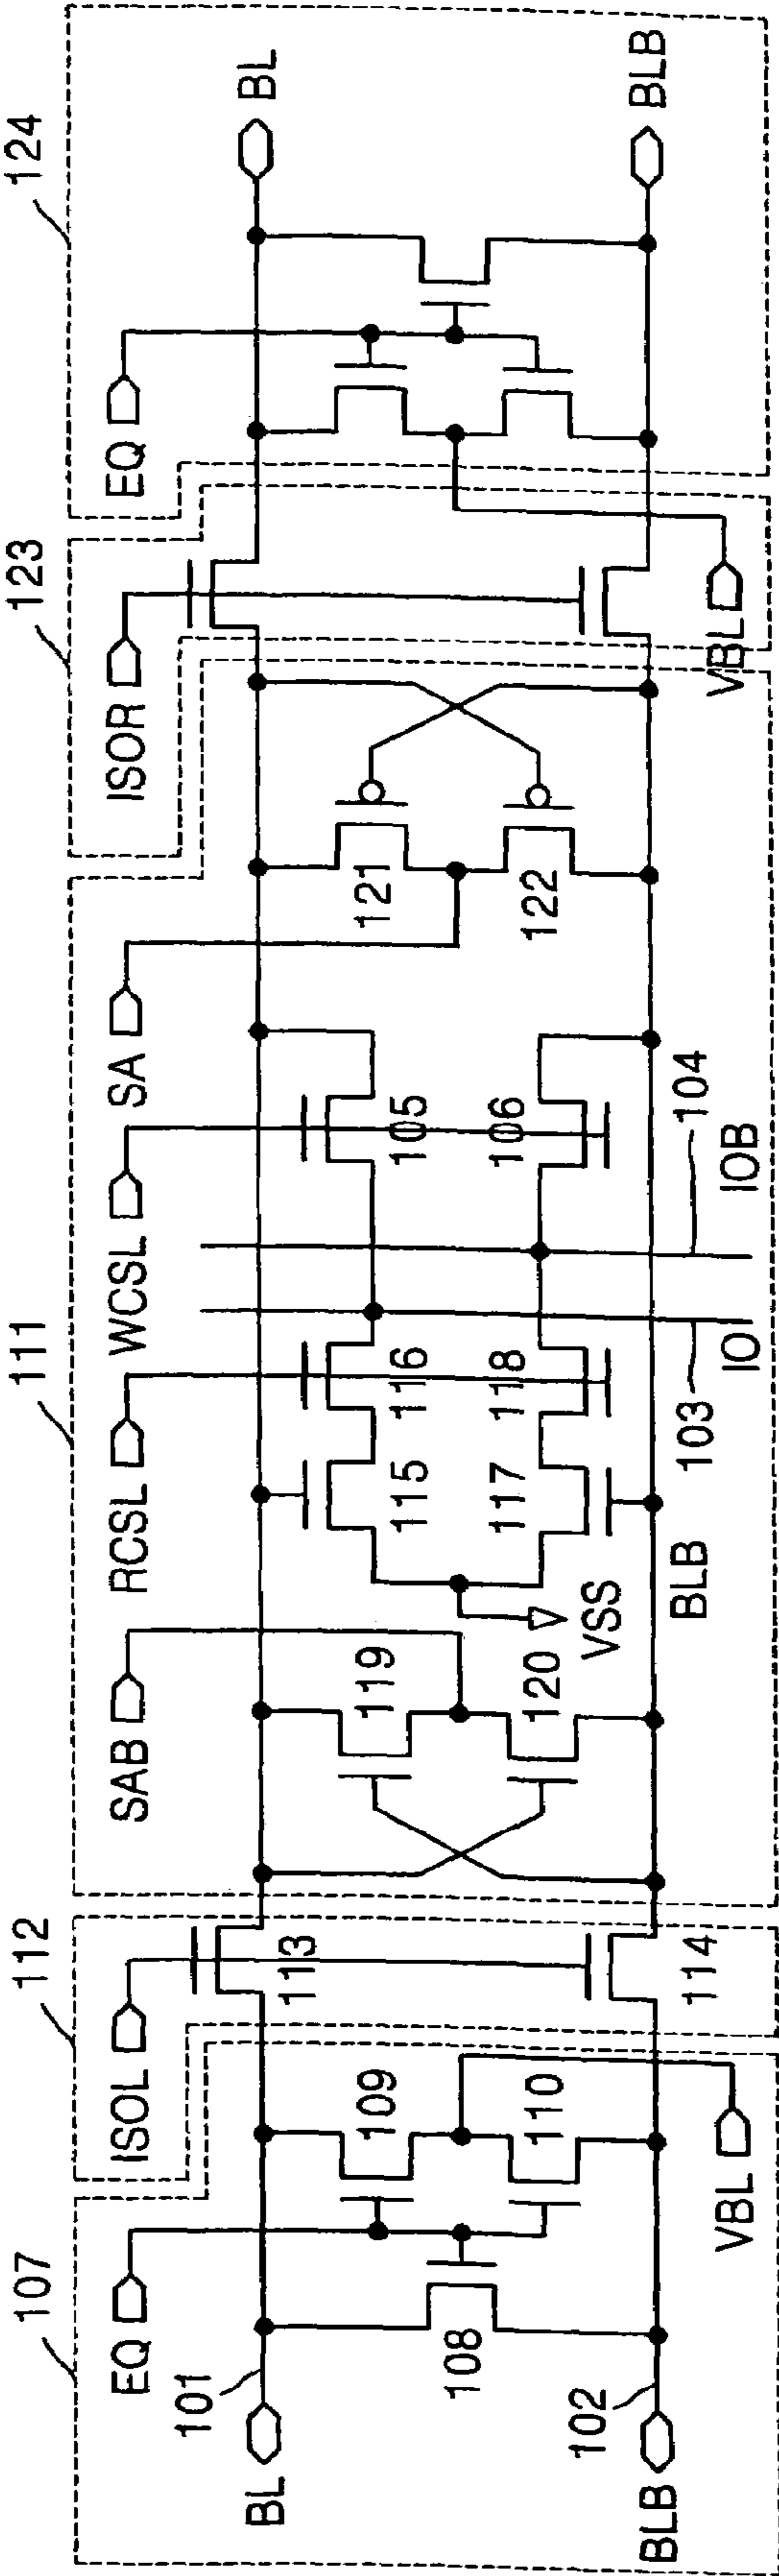 107
112
111
123
124
EQ
ISOL
SAB
RCSL
WCSL
SA
ISOR
EQ
BL
101
BL
113
109
108
110
119
120
115
116
117
118
105
106
121
122
VSS
BLB
102
BLB
114
VBL
BLB
103
IO
104
IOB
VBL